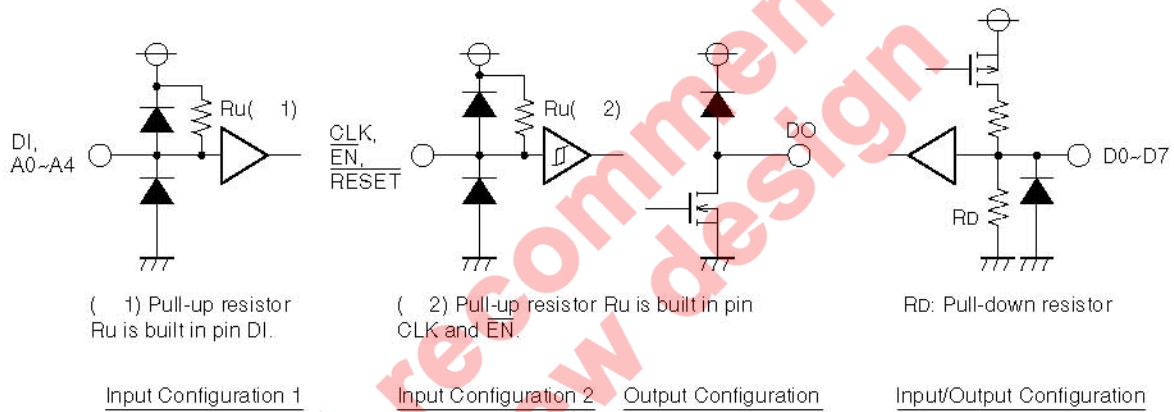 DI,
A0~A4
Ru( 1)
( 1) Pull-up resistor
Ru is built in pin DI.
Input Configuration 1
CLK,
EN,
RESET
Ru( 2)
( 2) Pull-up resistor Ru is built in pin
CLK and EN.
Input Configuration 2
DO
Output Configuration
D0~D7
RD
RD: Pull-down resistor
Input/Output Configuration
recommen
w design